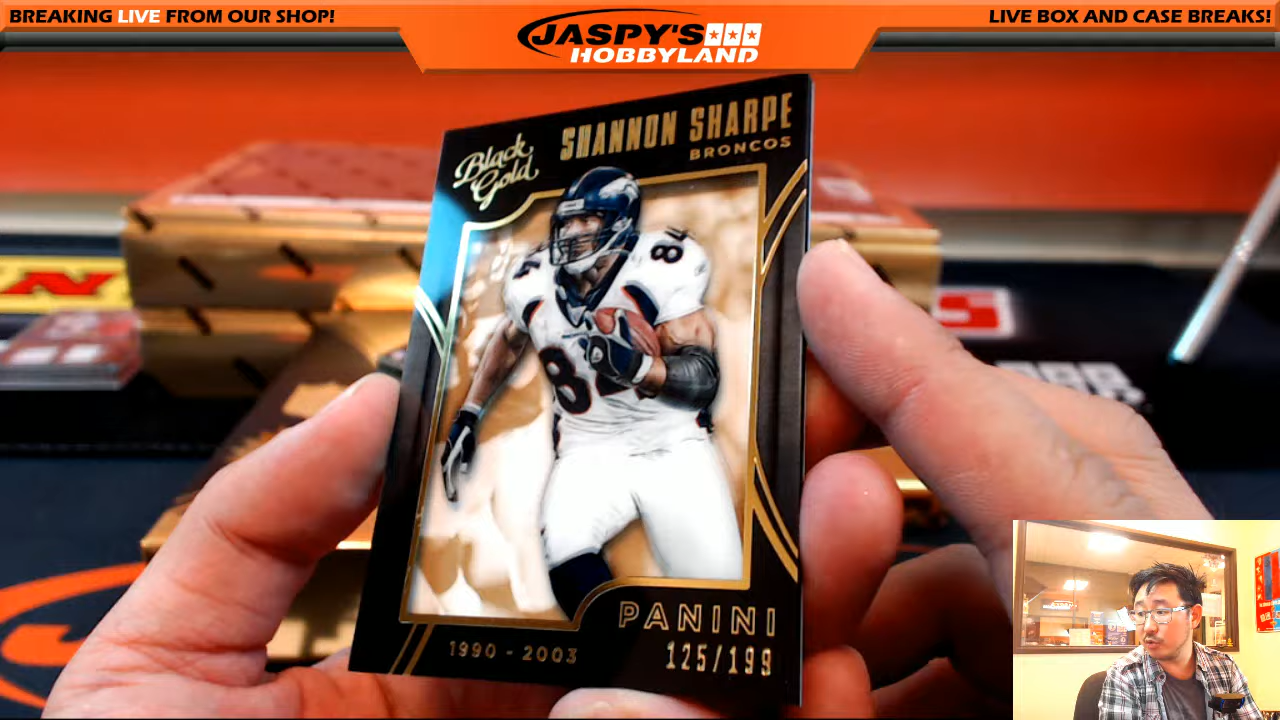 BREAKING LIVE FROM OUR SHOP!
JASPY'S
HOBBYLAND
LIVE BOX AND CASE BREAKS!
Black
Gold
SHANNON SHARPE
BRONCOS
84
84
PANINI
1990 - 2003
125/199